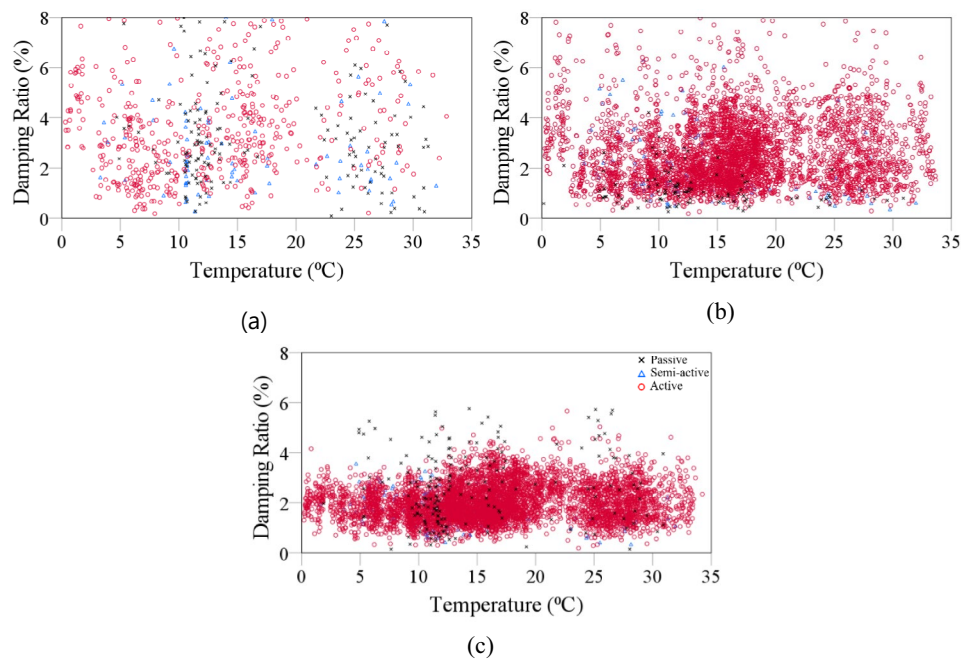 (a)
Damping Ratio (%)
8
6
4
2
0
0 5 10 15 20 25 30 35
Temperature (ºC)
(b)
Damping Ratio (%)
8
6
4
2
0
0 5 10 15 20 25 30 35
Temperature (ºC)
Damping Ratio (%)
8
6
4
2
0
0 5 10 15 20 25 30 35
Temperature (ºC)
Passive
Semi-active
Active
(c)